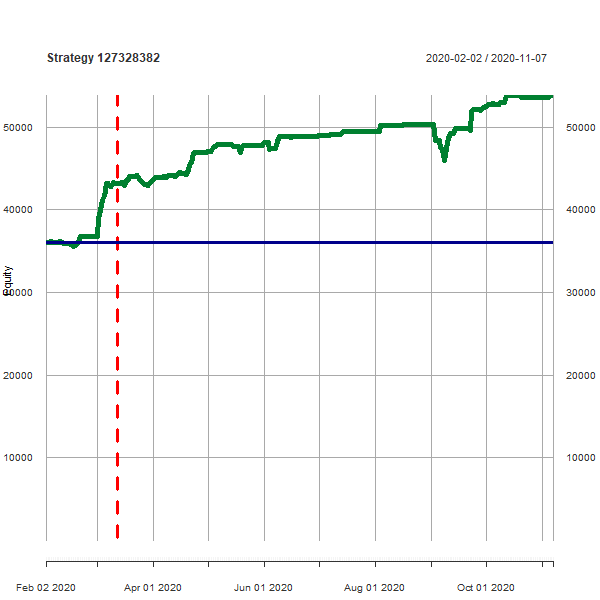 Strategy 127328382
2020-02-02 / 2020-11-07
50000
50000
40000
40000
Equity
30000
30000
20000
20000
10000
10000
Feb 02 2020
Apr 01 2020
Jun 01 2020
Aug 01 2020
Oct 01 2020